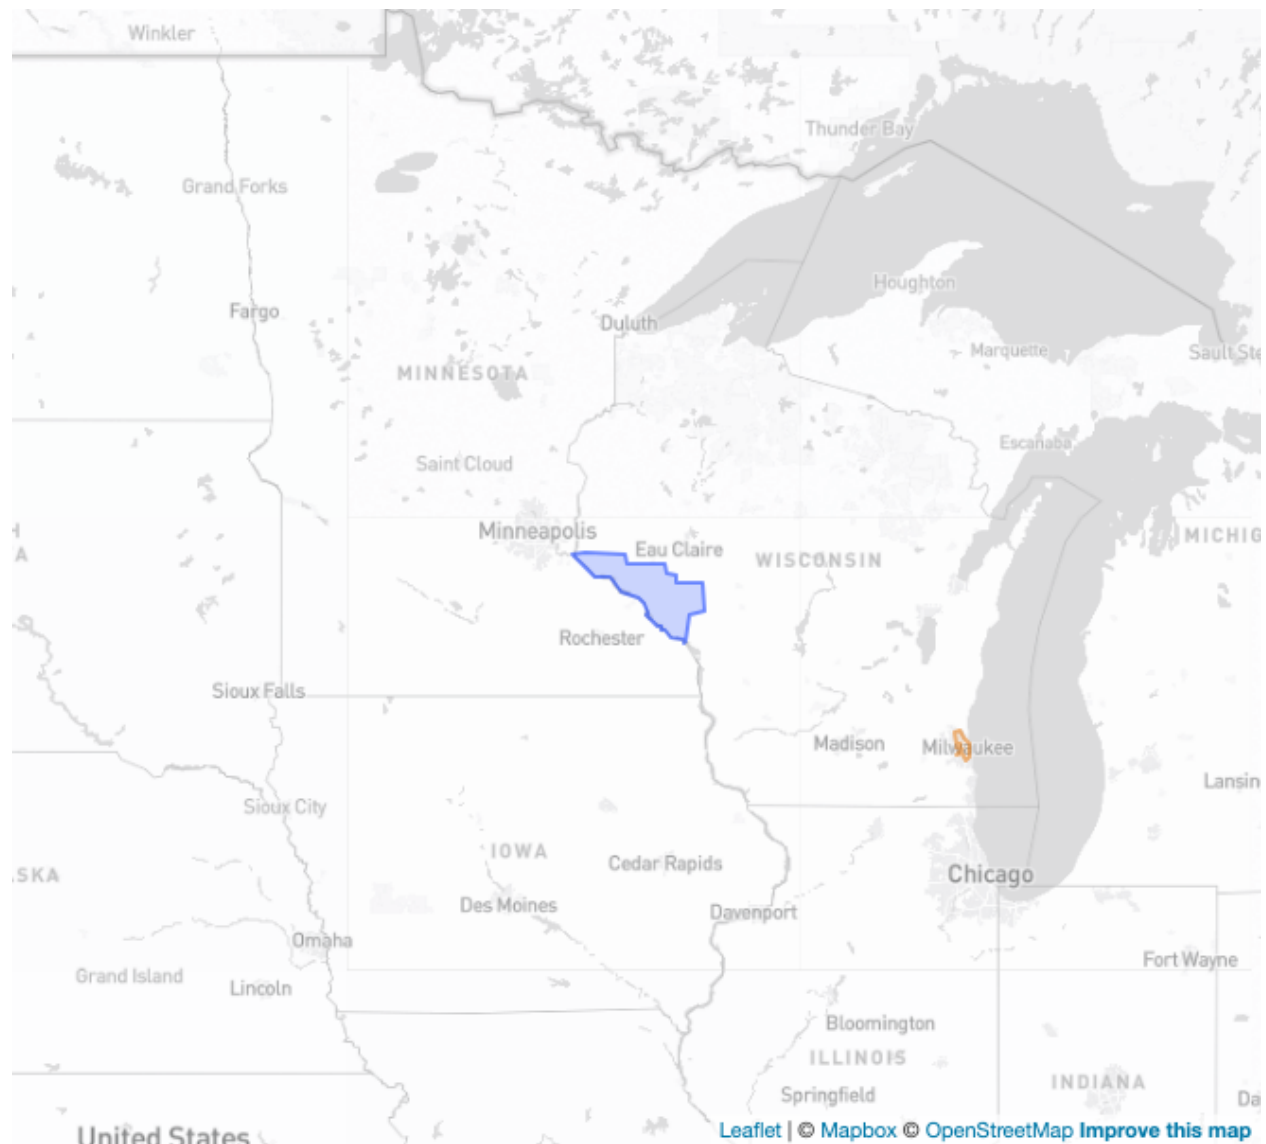 Winkler
Thunder Bay
Grand Forks
Houghton
Fargo
Duluth
Marquette
Sault Ste
MINNESOTA
Escanaba
Saint Cloud
Minneapolis
H
MICHIG
A
Eau Claire
WISCONSIN
Rochester
Sioux Falls
Madison
Milwaukee
Lansin
Sioux City
IOWA
Cedar Rapids
Chicago
SKA
Des Moines
Davenport
Omaha
Fort Wayne
Grand Island
Lincoln
Bloomington
ILLINOIS
INDIANA
Springfield
Da
United States
Leaflet | © Mapbox © OpenStreetMap Improve this map